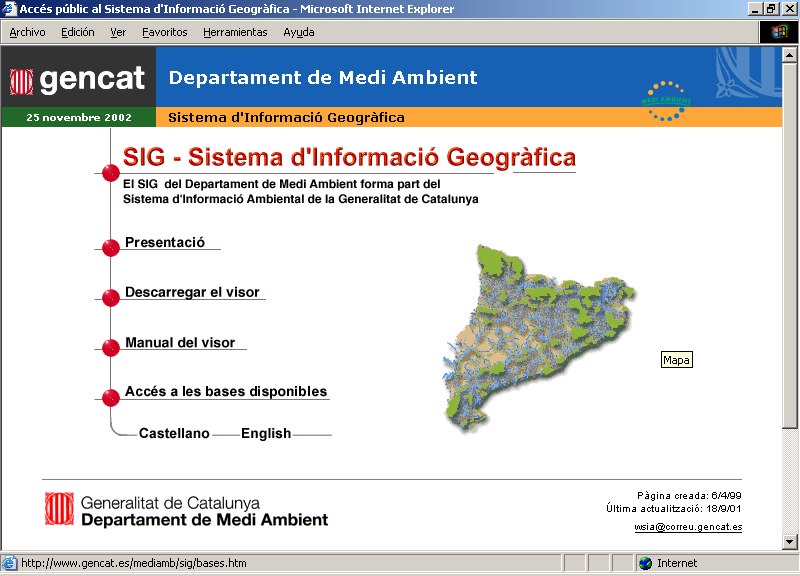 Accés públic al Sistema d'Informació Geogràfica - Microsoft Internet Explorer
Archivo Edición Ver Favoritos Herramientas Ayuda
gencat
Departament de Medi Ambient
MEDI AMBIENT
25 novembre 2002
Sistema d'Informació Geogràfica
SIG - Sistema d'Informació Geogràfica
El SIG del Departament de Medi Ambient forma part del
Sistema d'Informació Ambiental de la Generalitat de Catalunya
Presentació
Descarregar el visor
Manual del visor
Mapa
Accés a les bases disponibles
Castellano English
Generalitat de Catalunya
Departament de Medi Ambient
Pàgina creada: 6/4/99
Última actualització: 18/9/01
wsia@correu.gencat.es
http://www.gencat.es/mediamb/sig/bases.htm
Internet